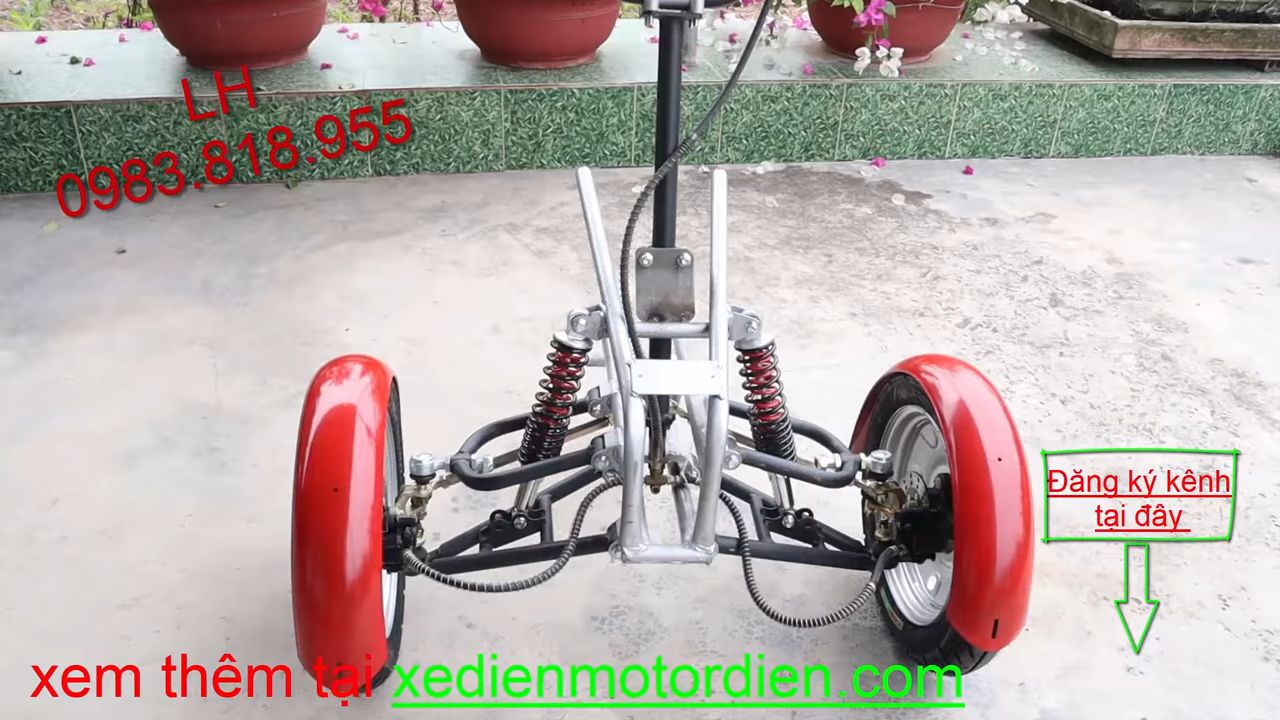 LH
0983.818.955
Đăng ký kênh
tại đây
xem thêm tại xedienmotordien.com